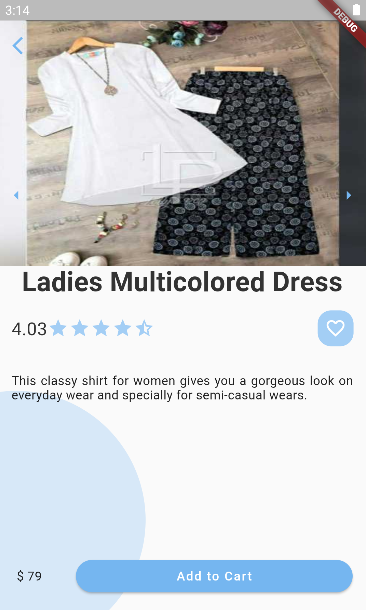 3:14
DEBUG
Ladies Multicolored Dress
4.03
This classy shirt for women gives you a gorgeous look on
everyday wear and specially for semi-casual wears.
$ 79
Add to Cart